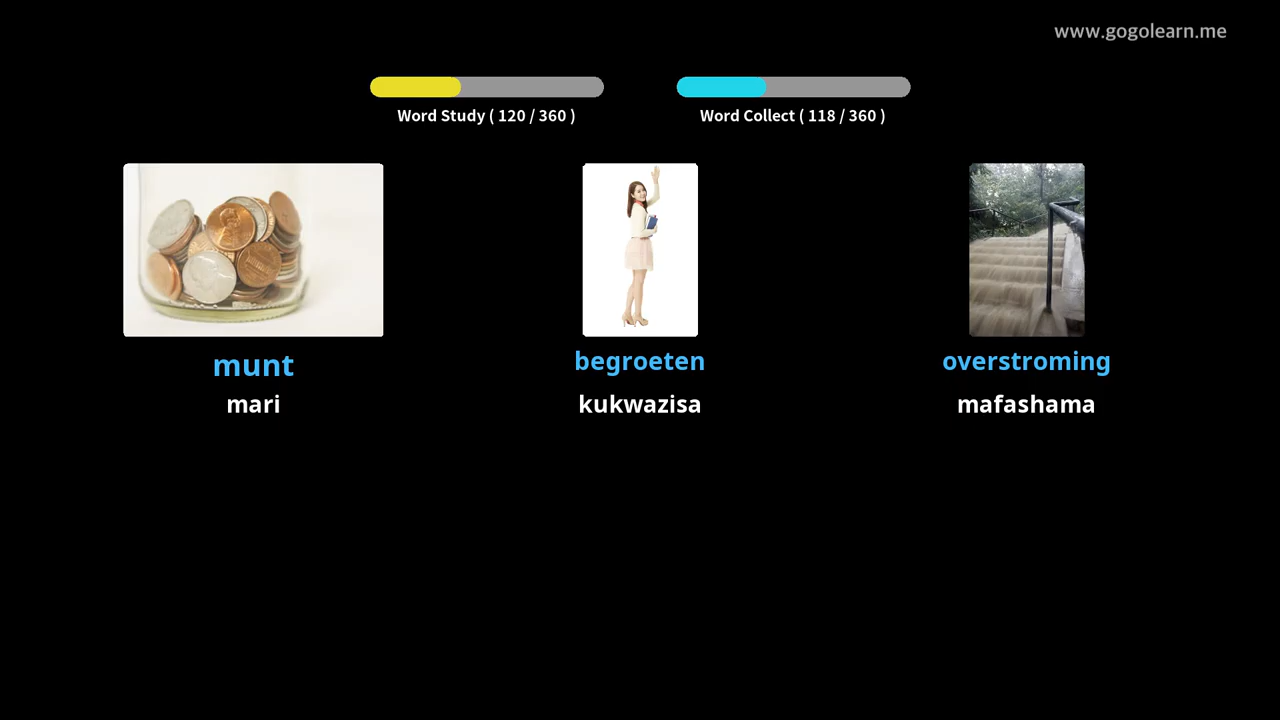 www.gogolearn.me
Word Study ( 120 / 360 )
Word Collect ( 118 / 360 )
munt
begroeten
overstroming
mari
kukwazisa
mafashama